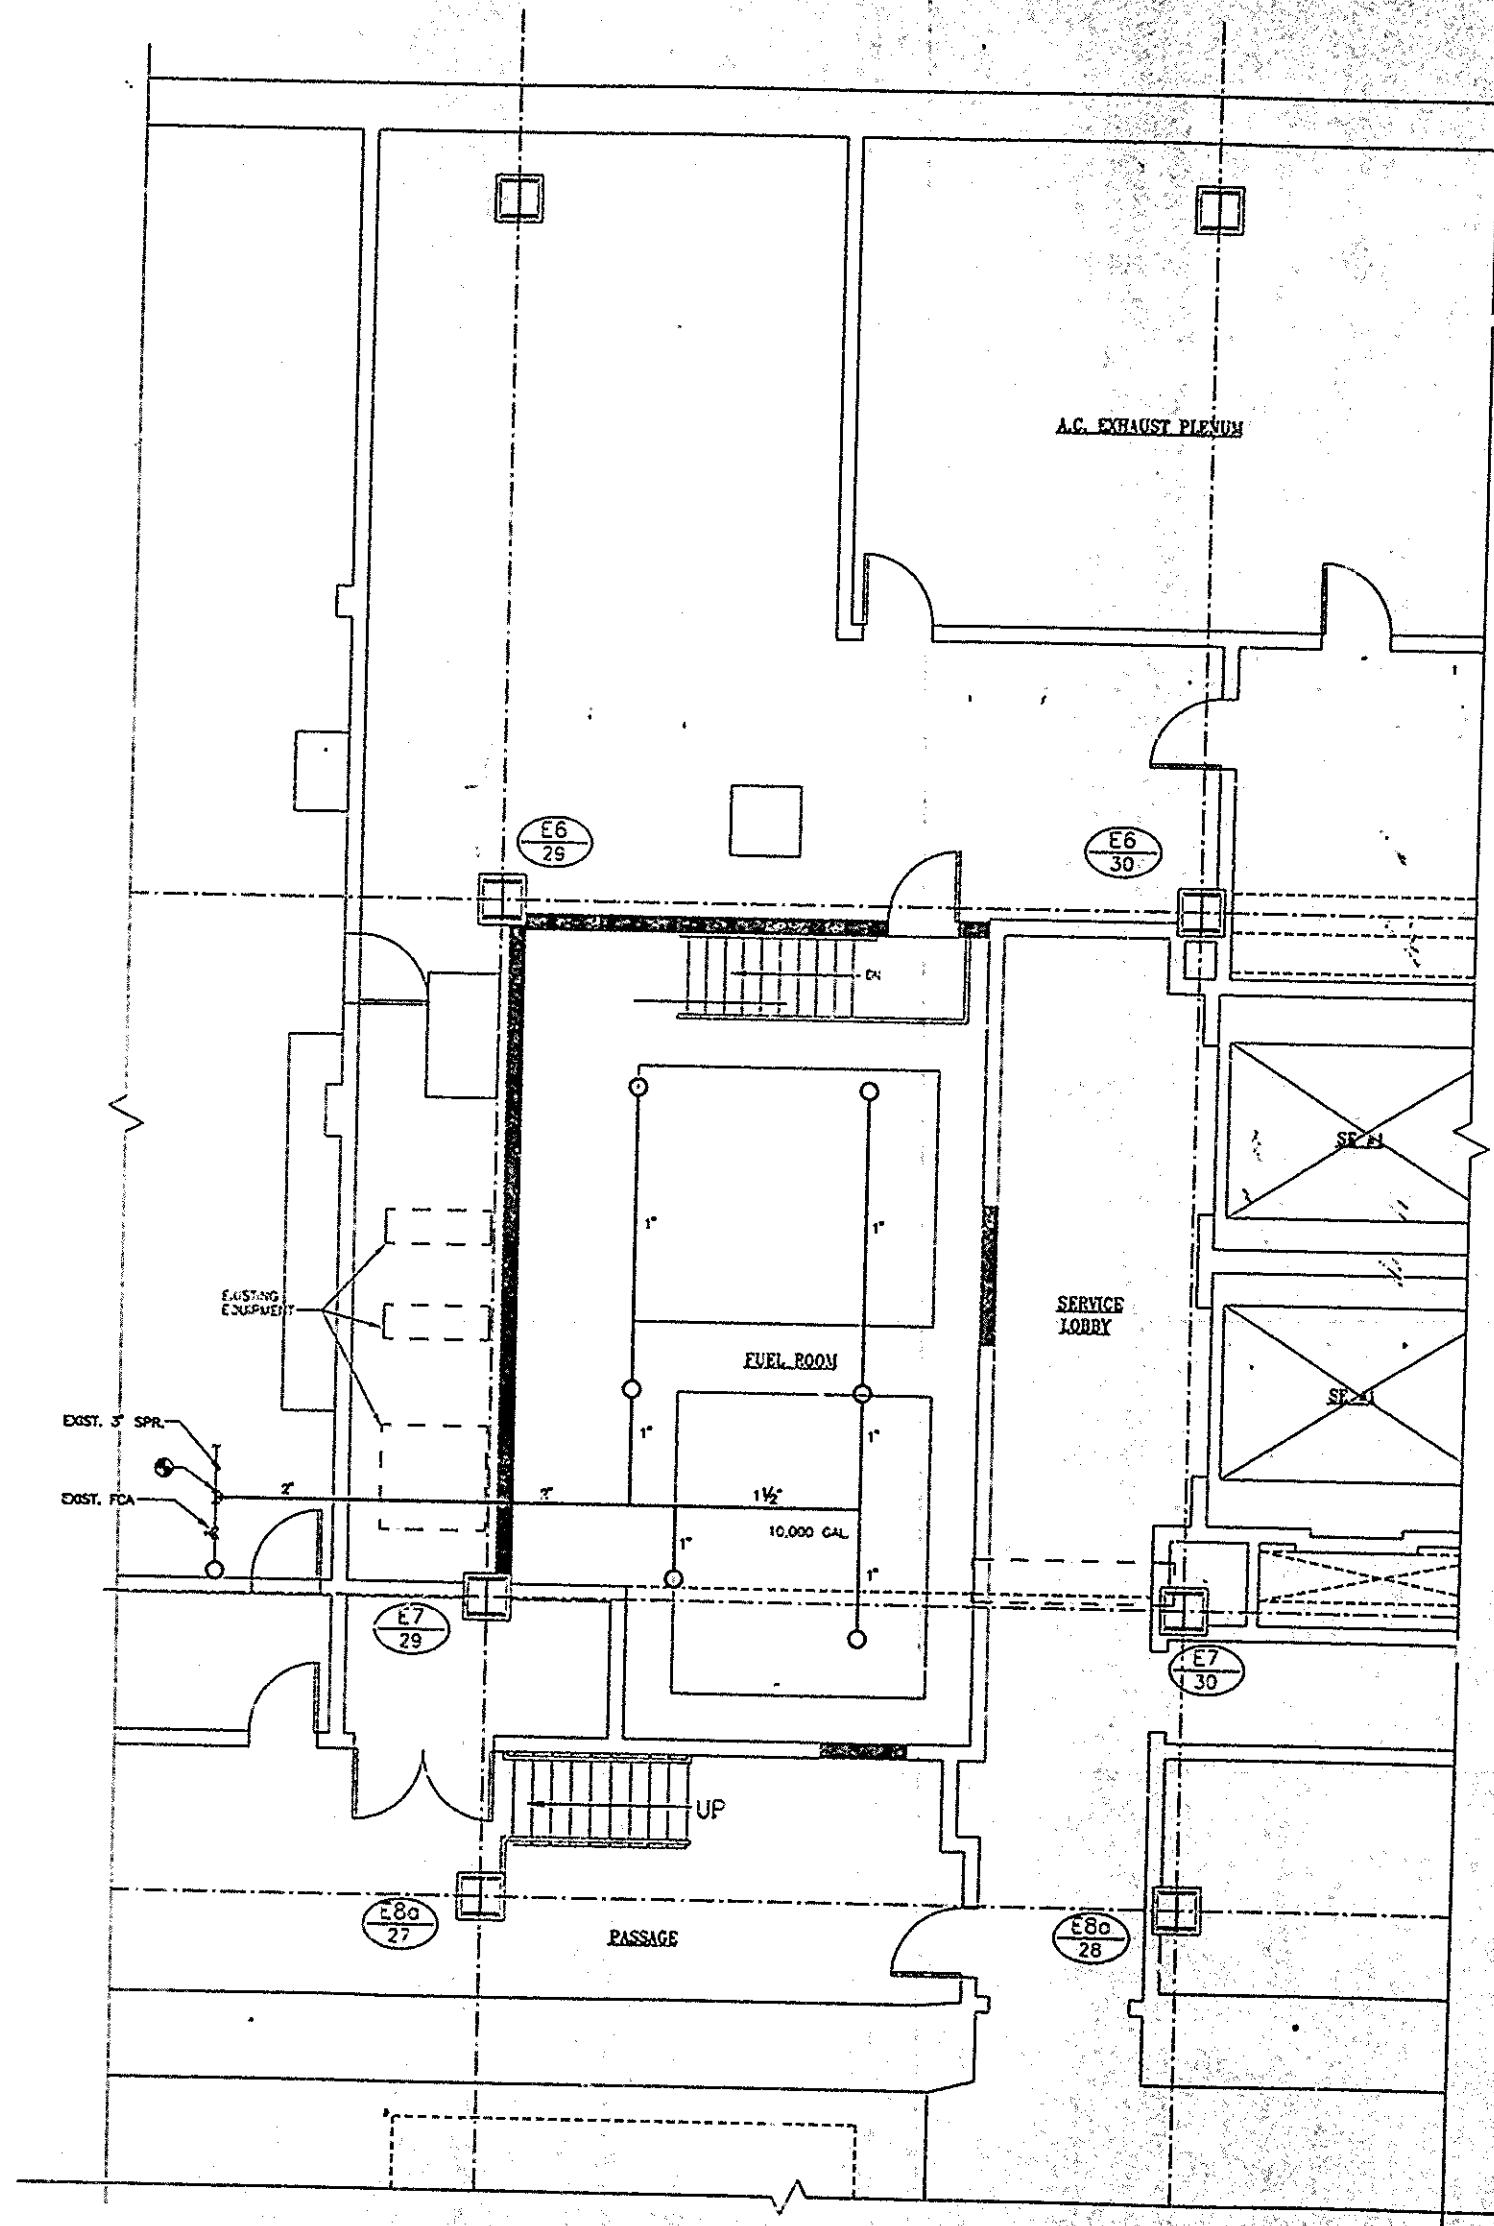 A.C. EXHAUST PLENUM
E6
29
E6
30
DN
1"
1"
EXISTING
EQUIPMENT
SERVICE
LOBBY
FUEL ROOM
EXIST. 3" SPR.
1"
1"
EXIST. FCA
2"
2"
1½"
10,000 GAL
1"
1"
E7
29
E7
30
UP
E8a
27
E8a
28
PASSAGE